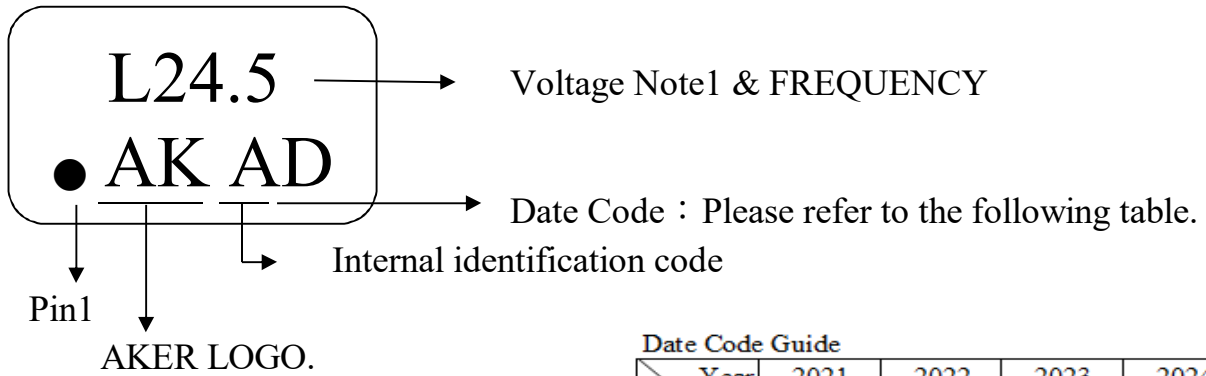 L24.5
Voltage Note1 & FREQUENCY
AK AD
Date Code：Please refer to the following table.
Internal identification code
Pin1
AKER LOGO.
Date Code Guide
Year 2021 2022 2023 2024